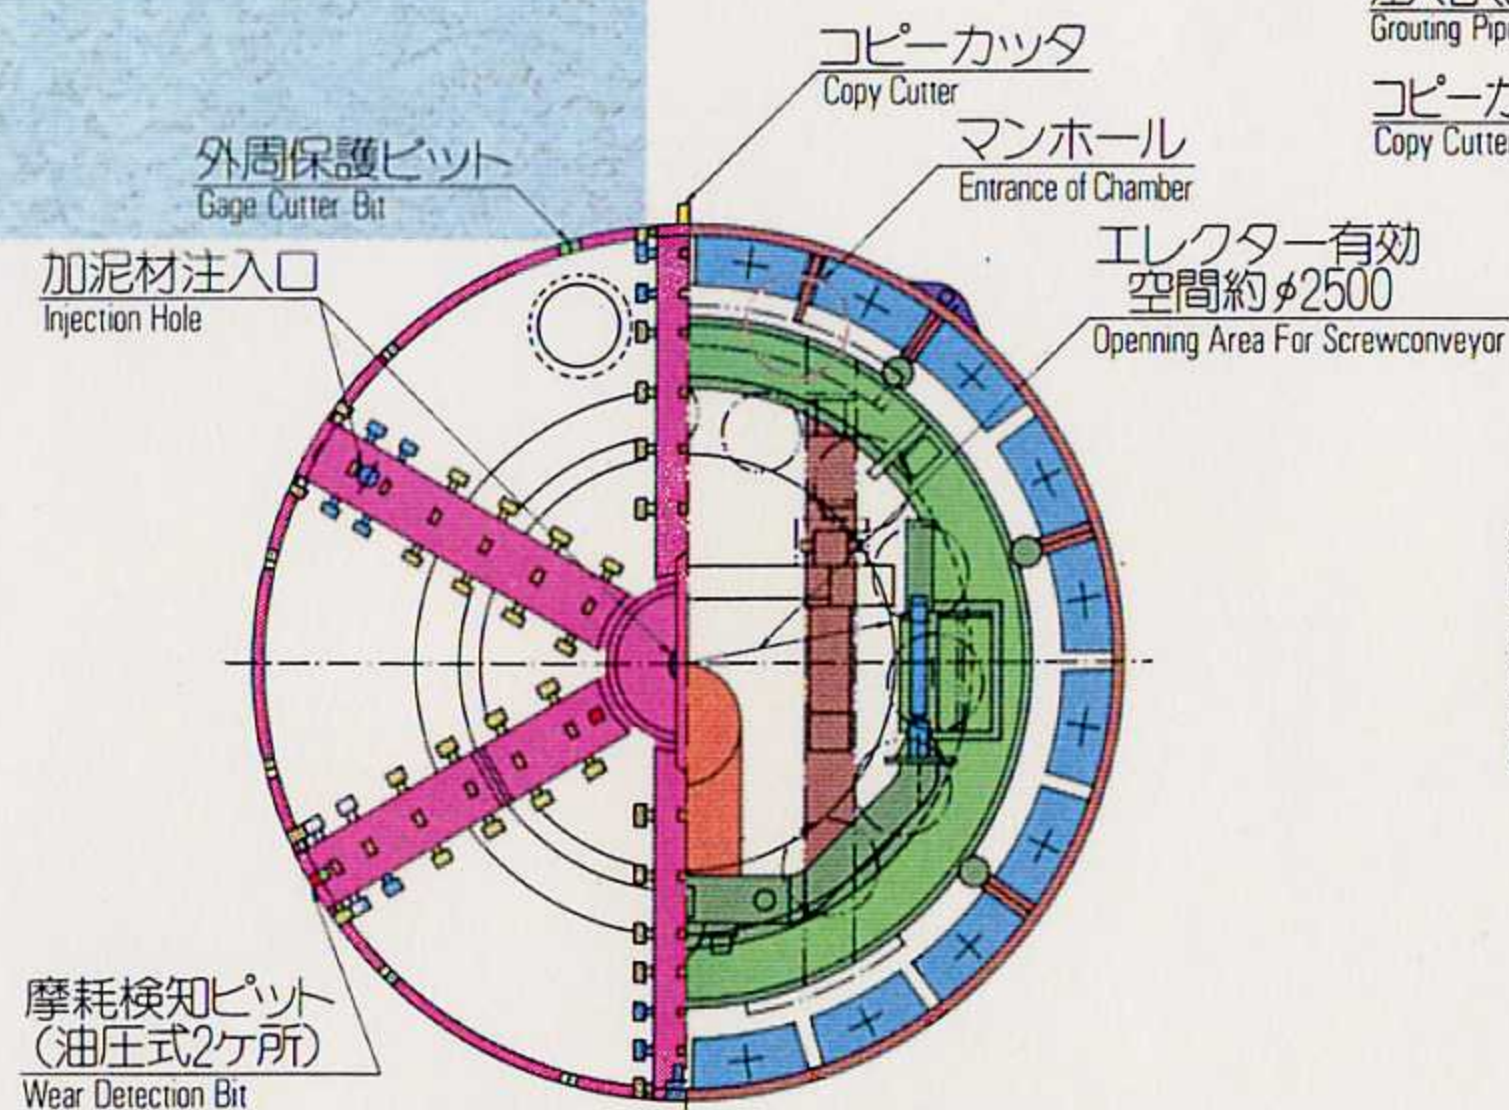 コピーカッタ
Copy Cutter
外周保護ビット
Gage Cutter Bit
マンホール
Entrance of Chamber
加泥材注入口
Injection Hole
エレクター有効
空間約φ2500
Openning Area For Screwconveyor
Grouting
コピー
Copy
摩耗検知ビット
(油圧式2ケ所)
Wear Detection Bit